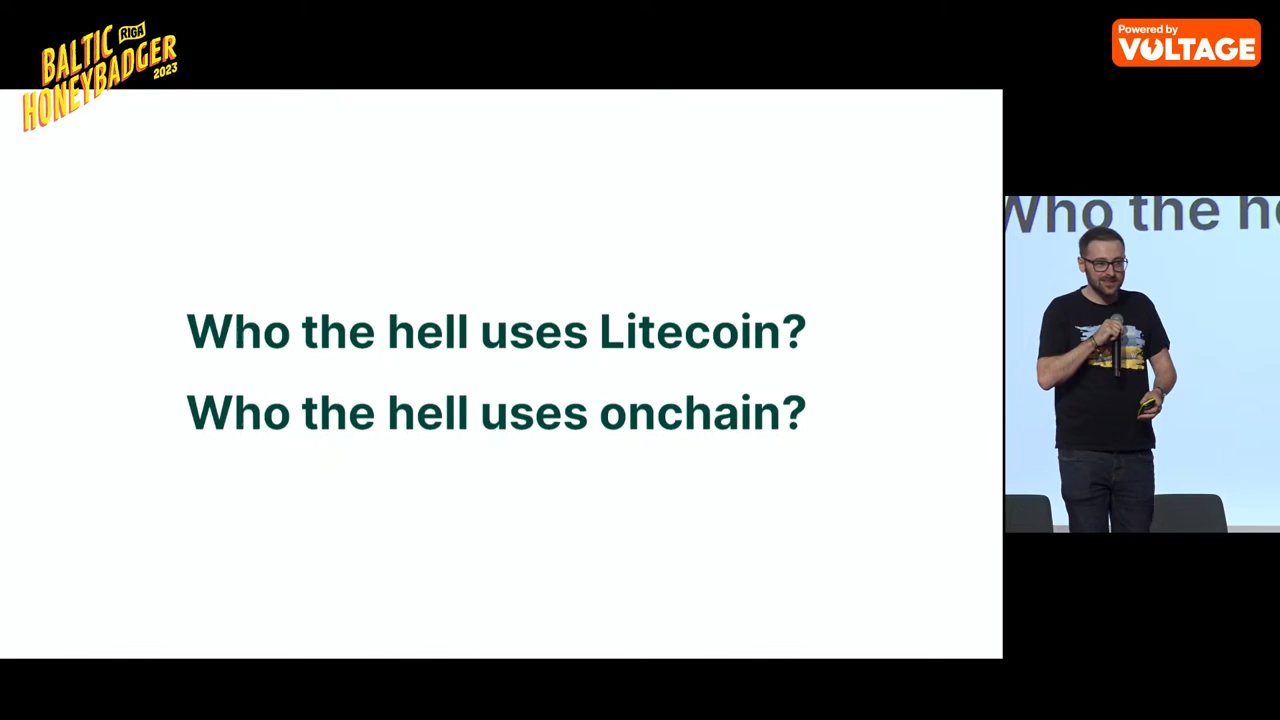 BALTIC
RIGA
HONEYBADGER
2023
Powered by
VOLTAGE
Who the hell uses Litecoin?
Who the hell uses onchain?
Who the he